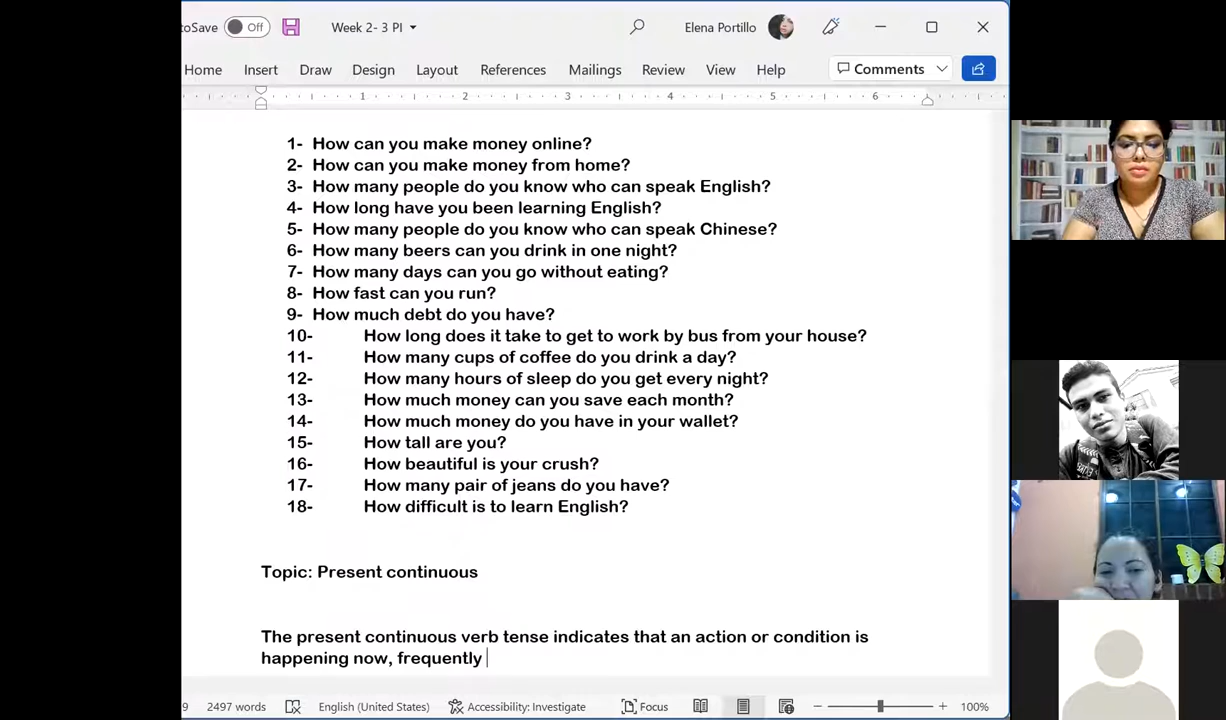 oSave Off Week 2- 3 PI Elena Portillo
Home Insert Draw Design Layout References Mailings Review View Help Comments
1 2 3 4 5 6
1- How can you make money online?
2- How can you make money from home?
3- How many people do you know who can speak English?
4- How long have you been learning English?
5- How many people do you know who can speak Chinese?
6- How many beers can you drink in one night?
7- How many days can you go without eating?
8- How fast can you run?
9- How much debt do you have?
10- How long does it take to get to work by bus from your house?
11- How many cups of coffee do you drink a day?
12- How many hours of sleep do you get every night?
13- How much money can you save each month?
14- How much money do you have in your wallet?
15- How tall are you?
16- How beautiful is your crush?
17- How many pair of jeans do you have?
18- How difficult is to learn English?
Topic: Present continuous
The present continuous verb tense indicates that an action or condition is
happening now, frequently
9 2497 words English (United States) Accessibility: Investigate Focus 100%